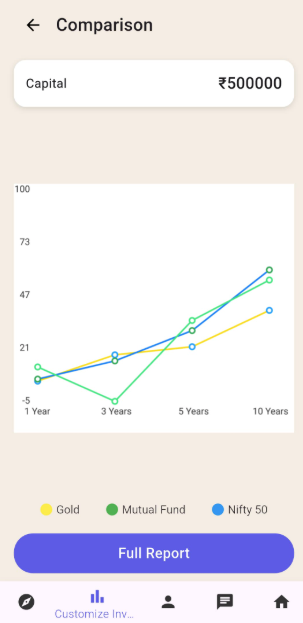 Comparison
Capital ₹500000
100
73
47
21
-5
1 Year 3 Years 5 Years 10 Years
Gold Mutual Fund Nifty 50
Full Report
Customize Inv...